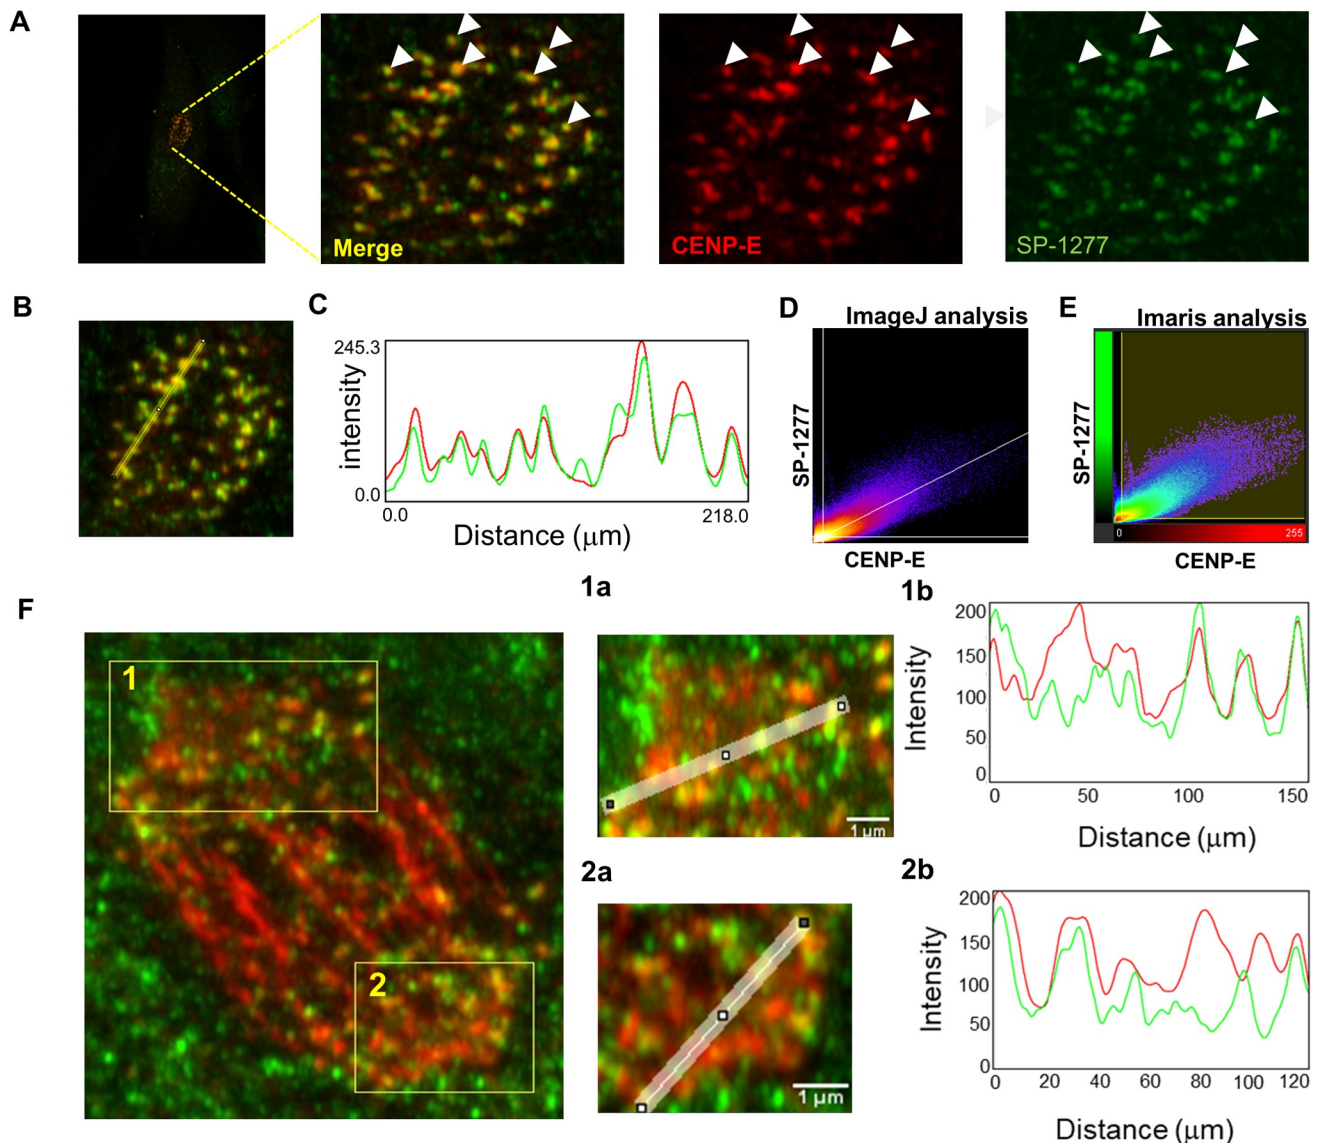 A
Merge
CENP-E
SP-1277
B
C
245.3
intensity
0.0
0.0
218.0
Distance (μm)
D
ImageJ analysis
SP-1277
CENP-E
E
Imaris analysis
SP-1277
0
255
CENP-E
F
1
2
1a
1 μm
1b
200
150
100
50
0
Intensity
0
50
100
150
Distance (μm)
2a
1 μm
2b
200
150
100
50
0
Intensity
0
20
40
60
80
100
120
Distance (μm)